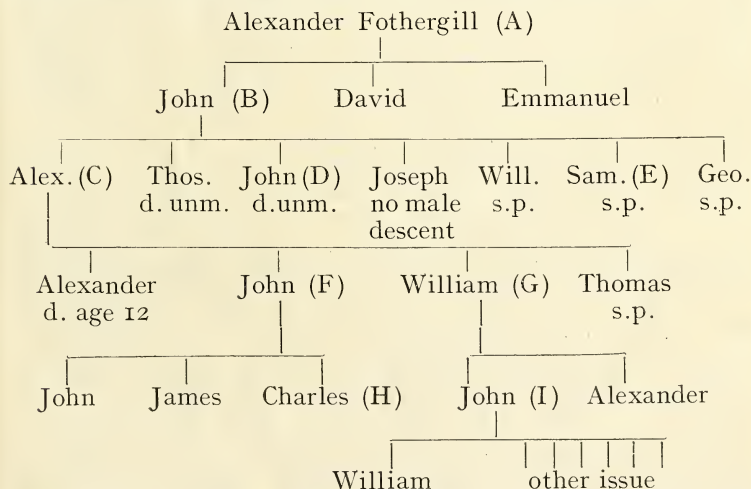 Alexander Fothergill (A)
John (B) David Emmanuel
Alex. (C) Thos. John (D) Joseph Will. Sam. (E) Geo.
d. unm. d.unm. no male s.p. s.p. s.p.
descent
Alexander John (F) William (G) Thomas
d. age 12 s.p.
John James Charles (H) John (I) Alexander
William other issue